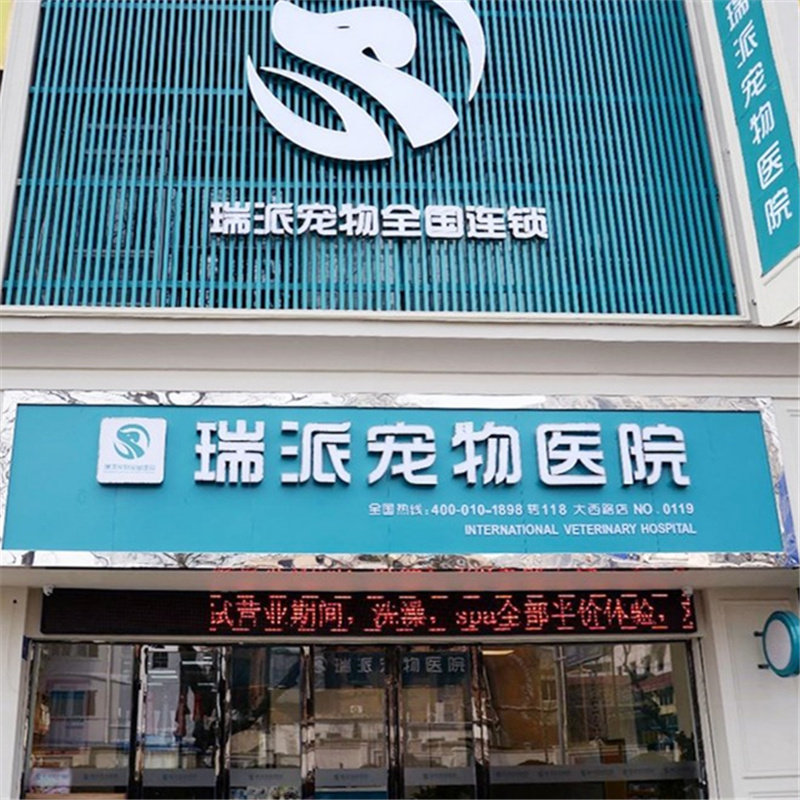 瑞派宠物医院
瑞派宠物全国连锁
瑞派宠物医院
全国热线:400-010-1898 转118 大西路店 NO.0119
INTERNATIONAL VETERINARY HOSPITAL
试营业期间，洗澡，spa全部半价体验,
瑞派宠物医院